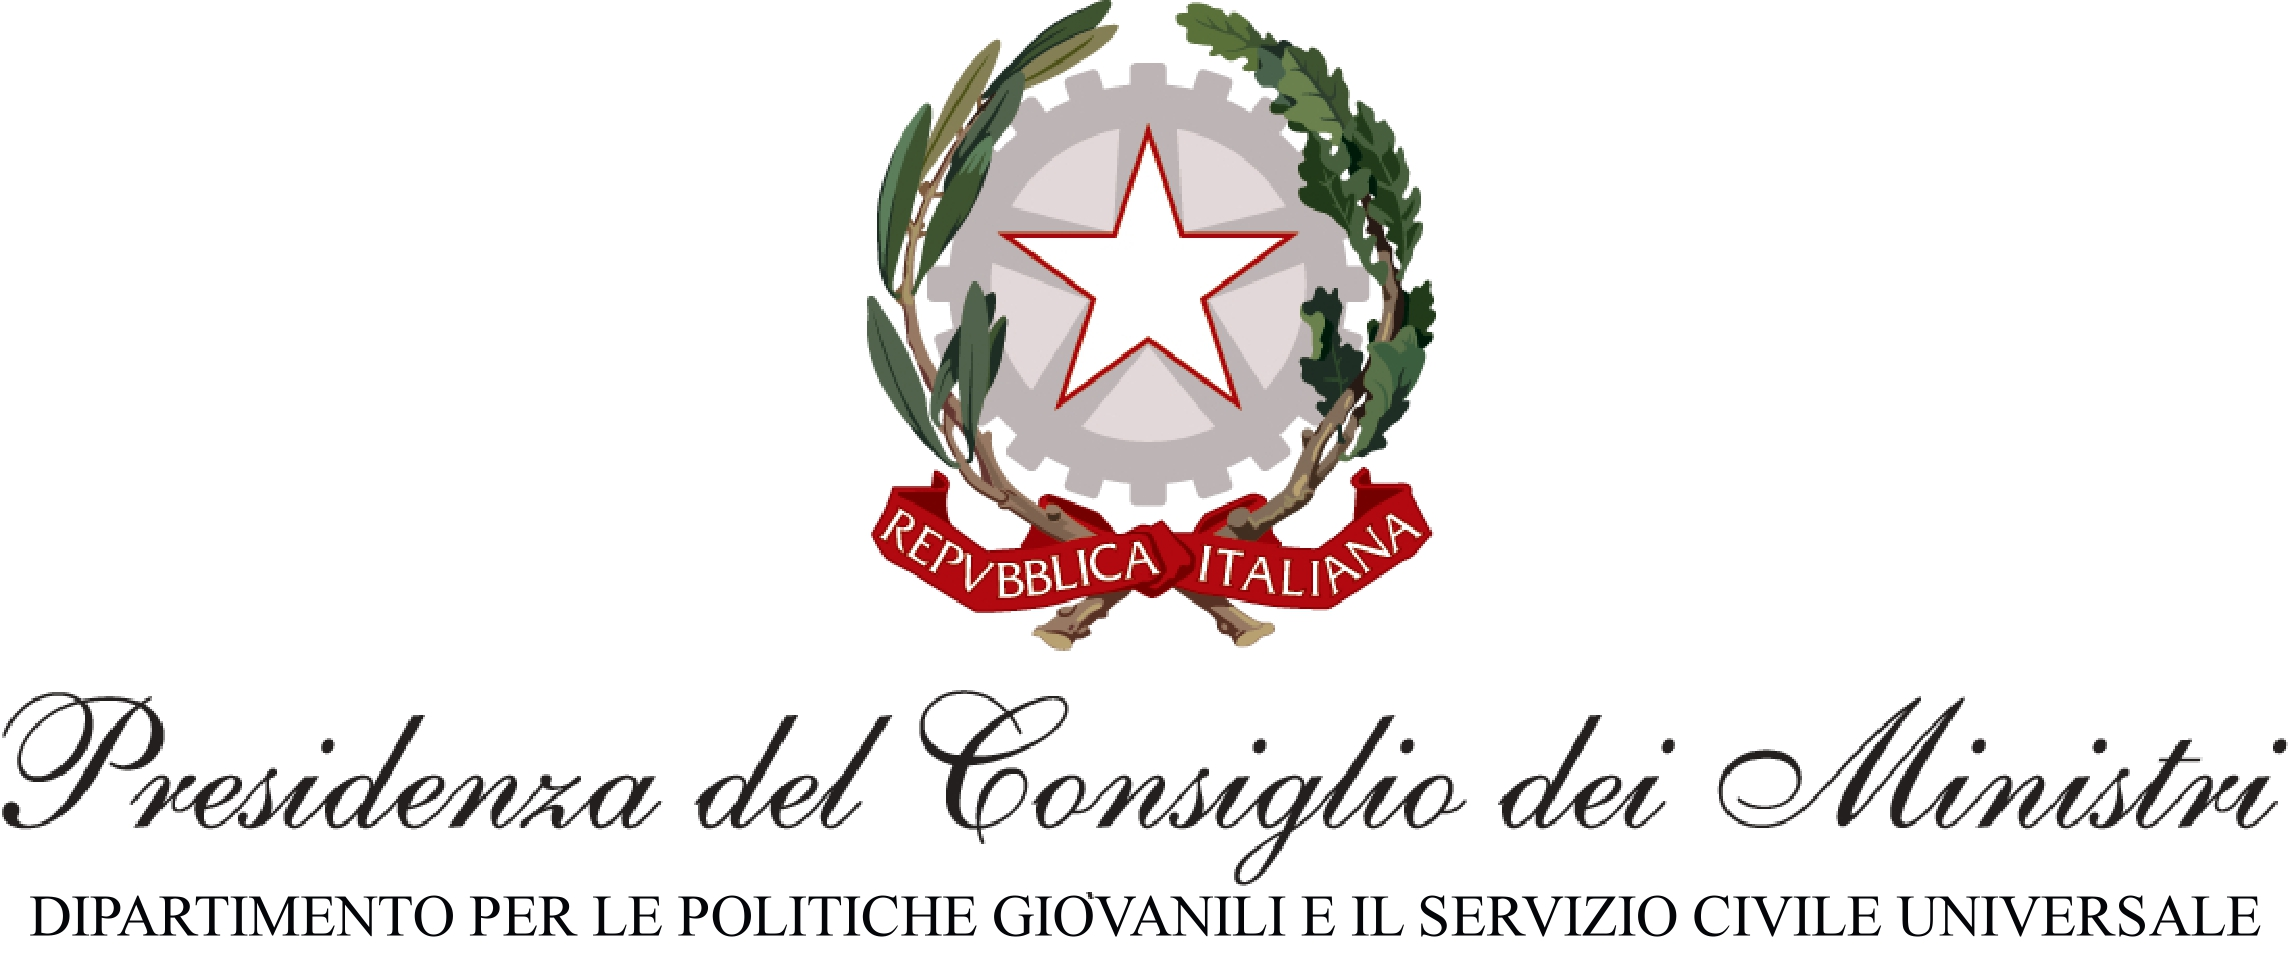 REPVBBLICA ITALIANA
Presidenza del Consiglio dei Ministri
DIPARTIMENTO PER LE POLITICHE GIOVANILI E IL SERVIZIO CIVILE UNIVERSALE